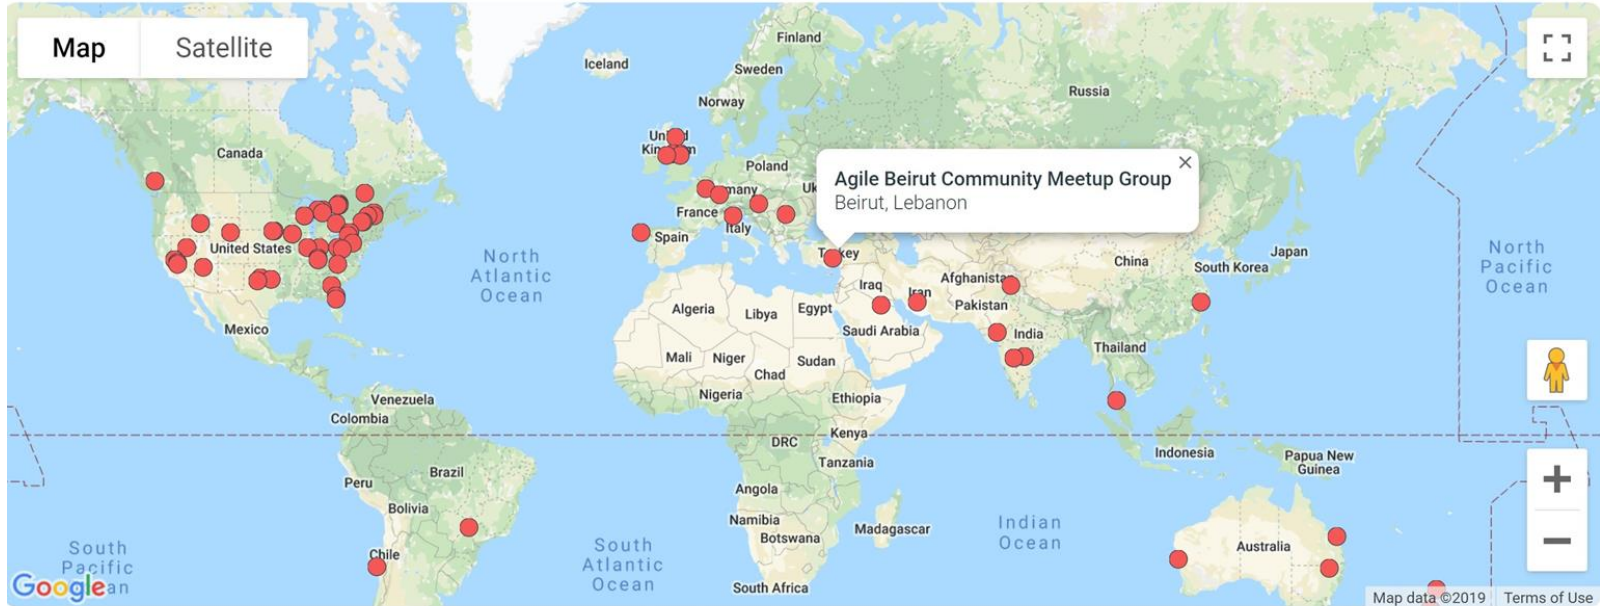 Map
Satellite
Finland
Iceland
Sweden
Russia
Norway
Canada
Poland
Agile Beirut Community Meetup Group
Beirut, Lebanon
France
Italy
Spain
United States
North
Atlantic
Ocean
China
Japan
South Korea
North
Pacific
Ocean
Iraq
Iran
Pakistan
Algeria
Libya
Egypt
Saudi Arabia
Mexico
India
Thailand
Mali
Niger
Sudan
Chad
Nigeria
Ethiopia
Venezuela
Colombia
DRC
Kenya
Tanzania
Indonesia
Papua New
Guinea
Brazil
Peru
Bolivia
Angola
Namibia
Botswana
Madagascar
Indian
Ocean
Australia
Chile
South
Pacific
South
Atlantic
Ocean
South Africa
Google
Map data ©2019
Terms of Use